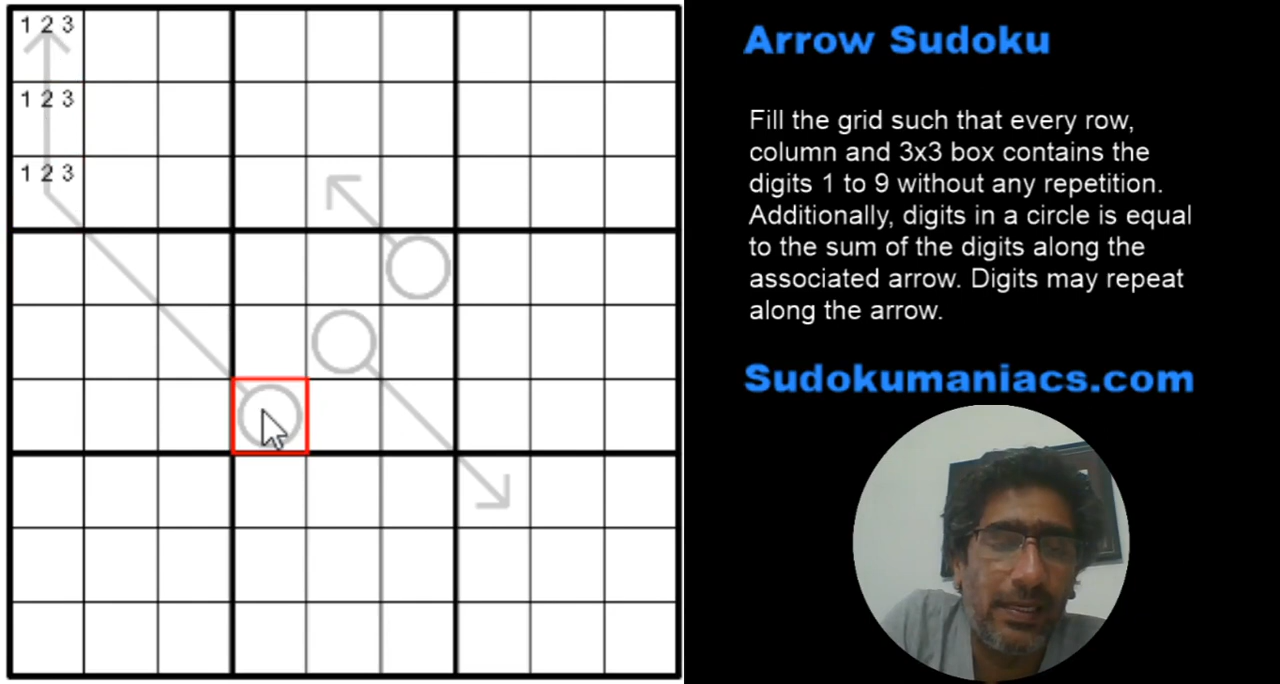 1 2 3
1 2 3
1 2 3
Arrow Sudoku
Fill the grid such that every row,
column and 3x3 box contains the
digits 1 to 9 without any repetition.
Additionally, digits in a circle is equal
to the sum of the digits along the
associated arrow. Digits may repeat
along the arrow.
Sudokumaniacs.com